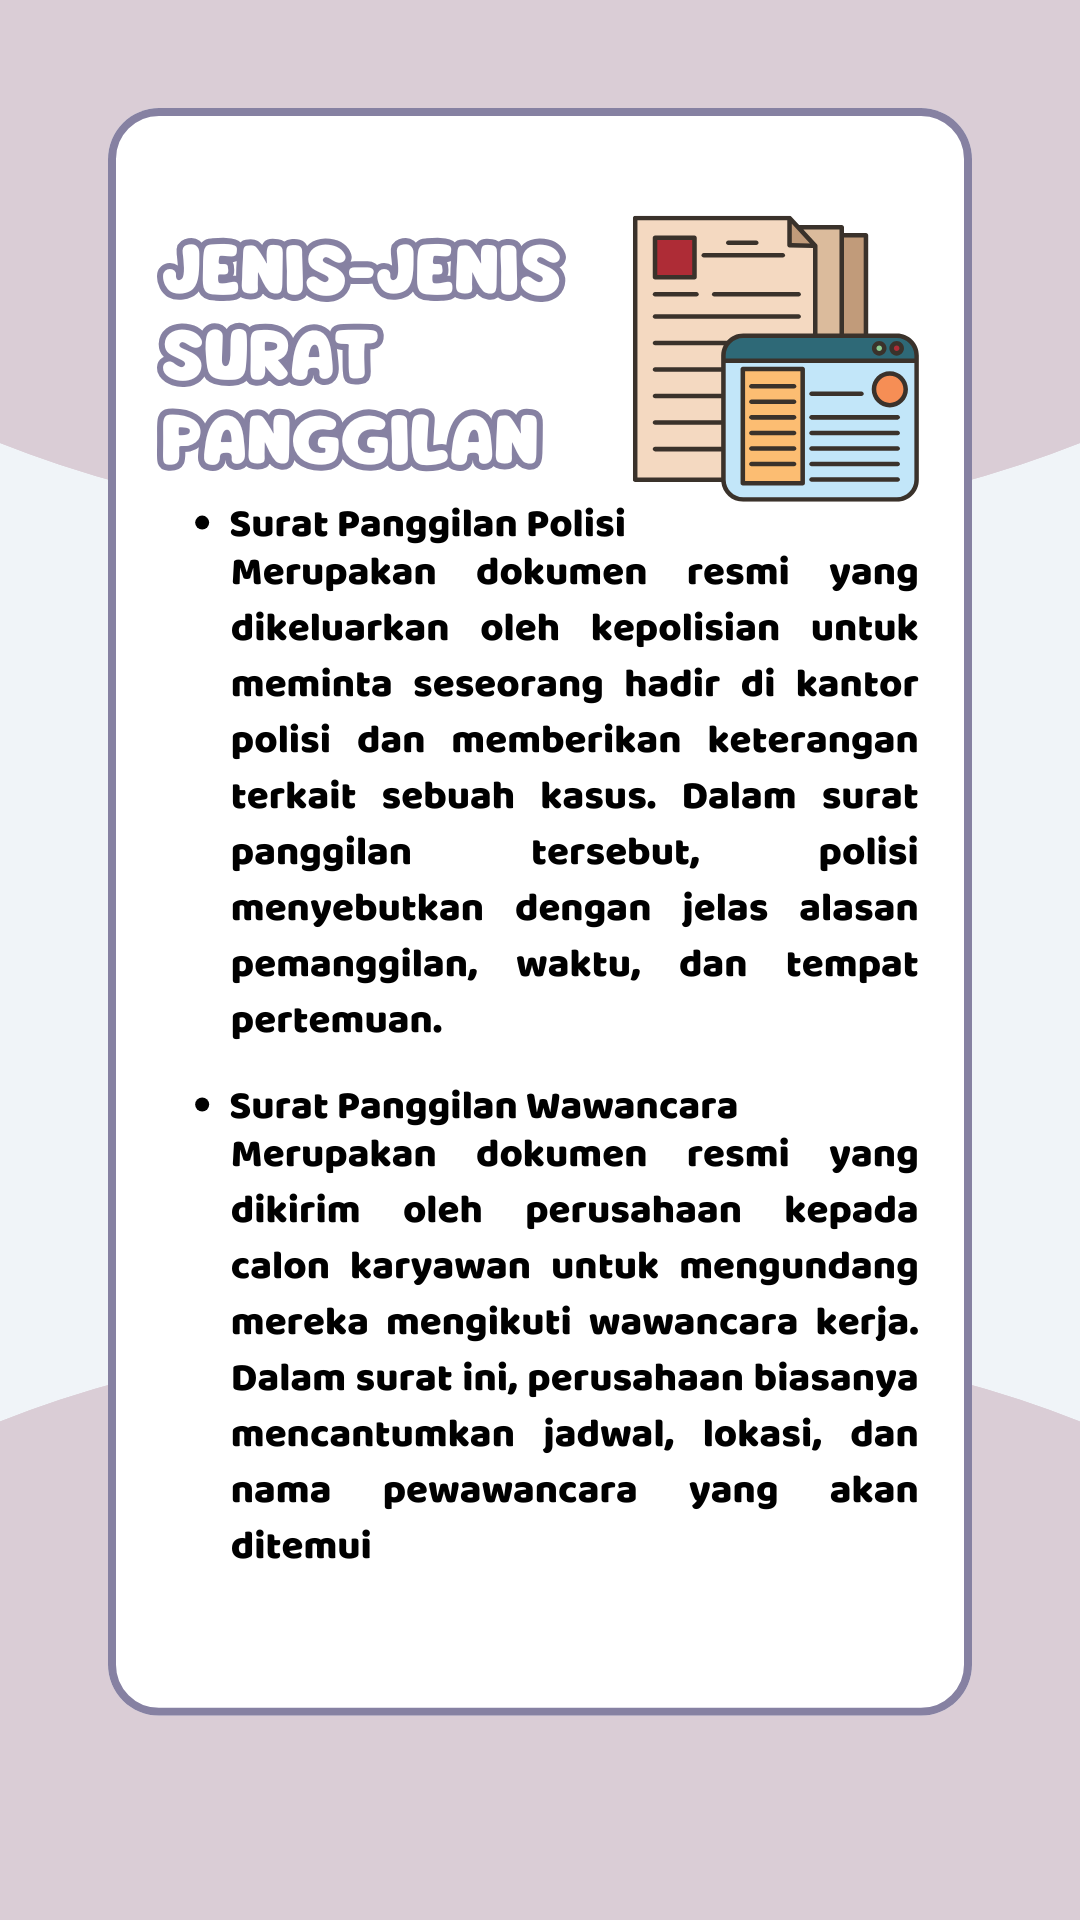 JENIS-JENIS
SURAT
PANGGILAN
• Surat Panggilan Polisi
Merupakan dokumen resmi yang
dikeluarkan oleh kepolisian untuk
meminta seseorang hadir di kantor
polisi dan memberikan keterangan
terkait sebuah kasus. Dalam surat
panggilan tersebut, polisi
menyebutkan dengan jelas alasan
pemanggilan, waktu, dan tempat
pertemuan.
• Surat Panggilan Wawancara
Merupakan dokumen resmi yang
dikirim oleh perusahaan kepada
calon karyawan untuk mengundang
mereka mengikuti wawancara kerja.
Dalam surat ini, perusahaan biasanya
mencantumkan jadwal, lokasi, dan
nama pewawancara yang akan
ditemui